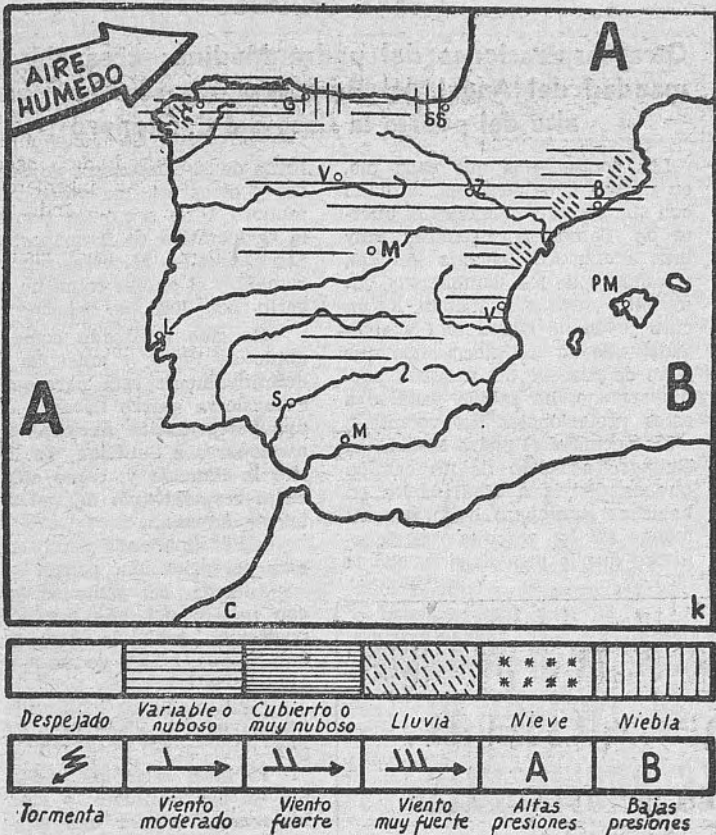 A
AIRE
HUMEDO
G
SS
V
Z
B
M
PM
V
L
A
B
S
M
C
k
Despejado
Variable o
nuboso
Cubierto o
muy nuboso
Lluvia
Nieve
Niebla
A
B
Tormenta
Viento
moderado
Viento
fuerte
Viento
muy fuerte
Altas
presiones
Bajas
presiones